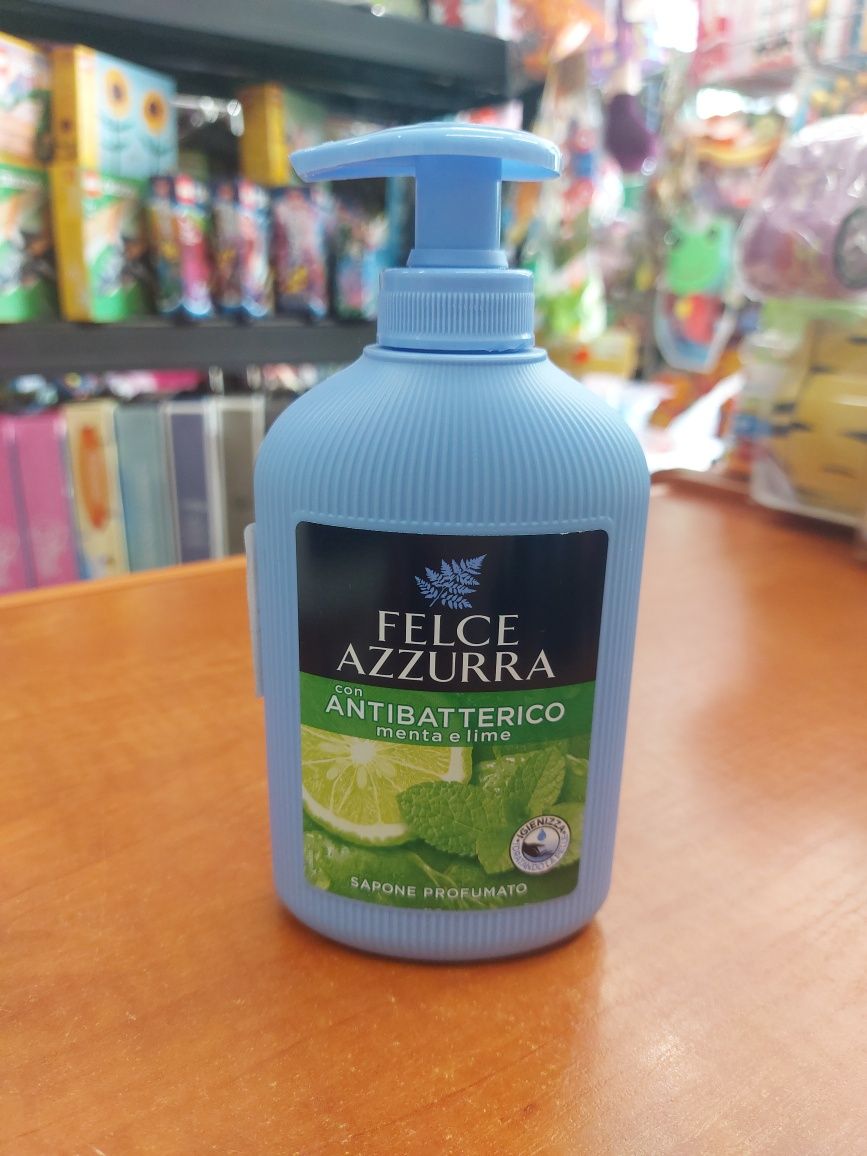 FELCE
AZZURRA
con
ANTIBATTERICO
menta e lime
IGIENIZZA
SAPONE PROFUMATO